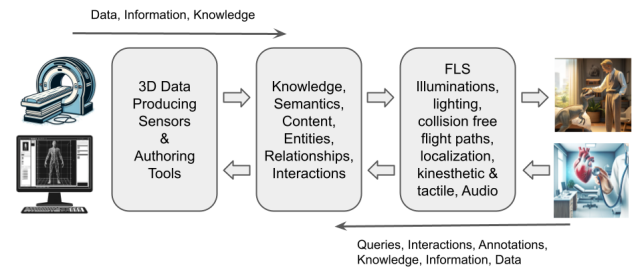 Data, Information, Knowledge
3D Data
Producing
Sensors
&
Authoring
Tools
Knowledge,
Semantics,
Content,
Entities,
Relationships,
Interactions
FLS
Illuminations,
lighting,
collision free
flight paths,
localization,
kinesthetic &
tactile, Audio
Queries, Interactions, Annotations,
Knowledge, Information, Data